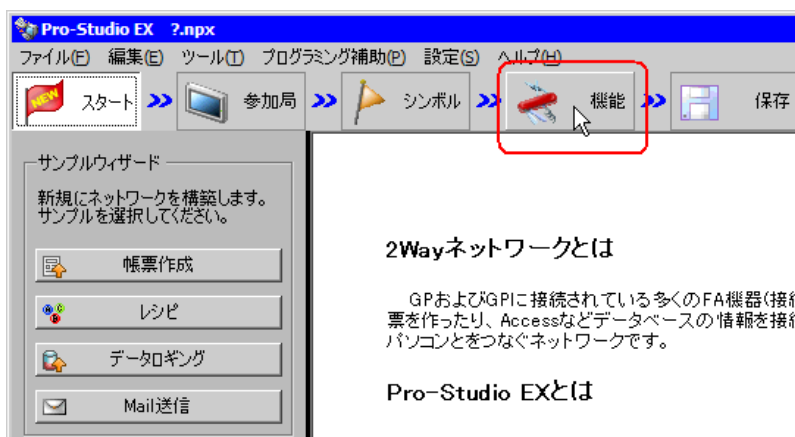 Pro-Studio EX ?.npx
ファイル(F) 編集(E) ツール(T) プログラミング補助(P) 設定(S) ヘルプ(H)
NEW スタート 参加局 シンボル 機能 保存
サンプルウィザード
新規にネットワークを構築します。
サンプルを選択してください。
帳票作成
レシピ
データロギング
Mail送信
2Wayネットワークとは
GPおよびGPIに接続されている多くのFA機器(接続
票を作ったり、Accessなどデータベースの情報を接続
パソコンとをつなぐネットワークです。
Pro-Studio EXとは